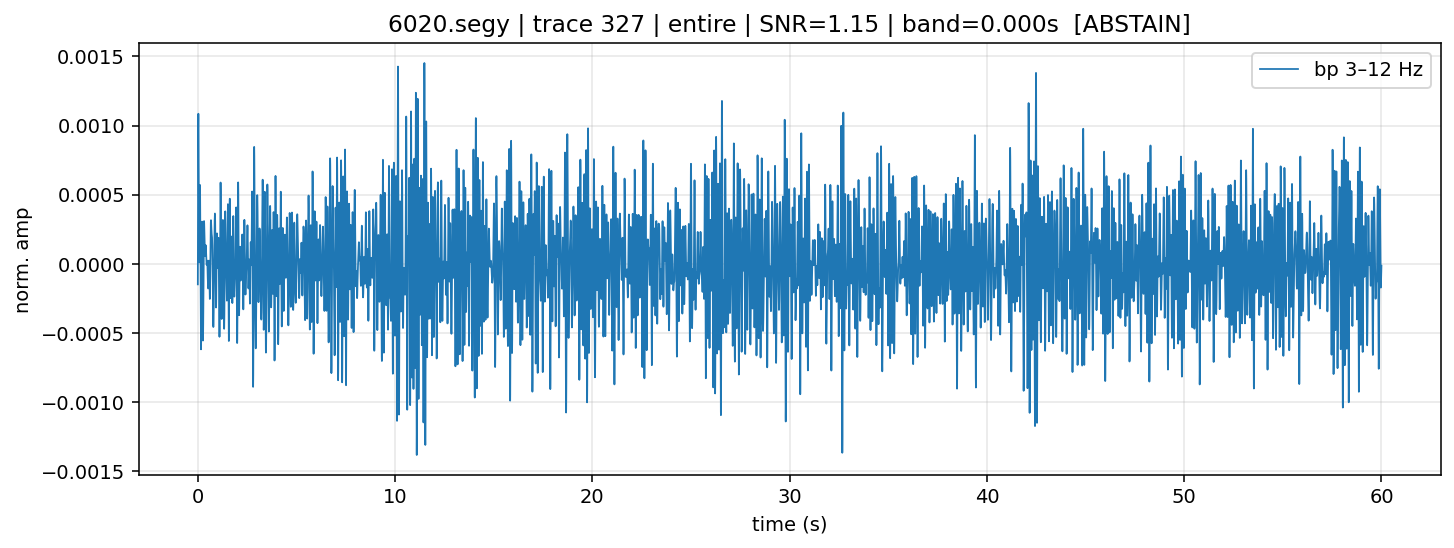 6020.segy | trace 327 | entire | SNR=1.15 | band=0.000s  [ABSTAIN]
bp 3–12 Hz
0.0015
0.0010
0.0005
0.0000
−0.0005
−0.0010
−0.0015
norm. amp
0 10 20 30 40 50 60
time (s)